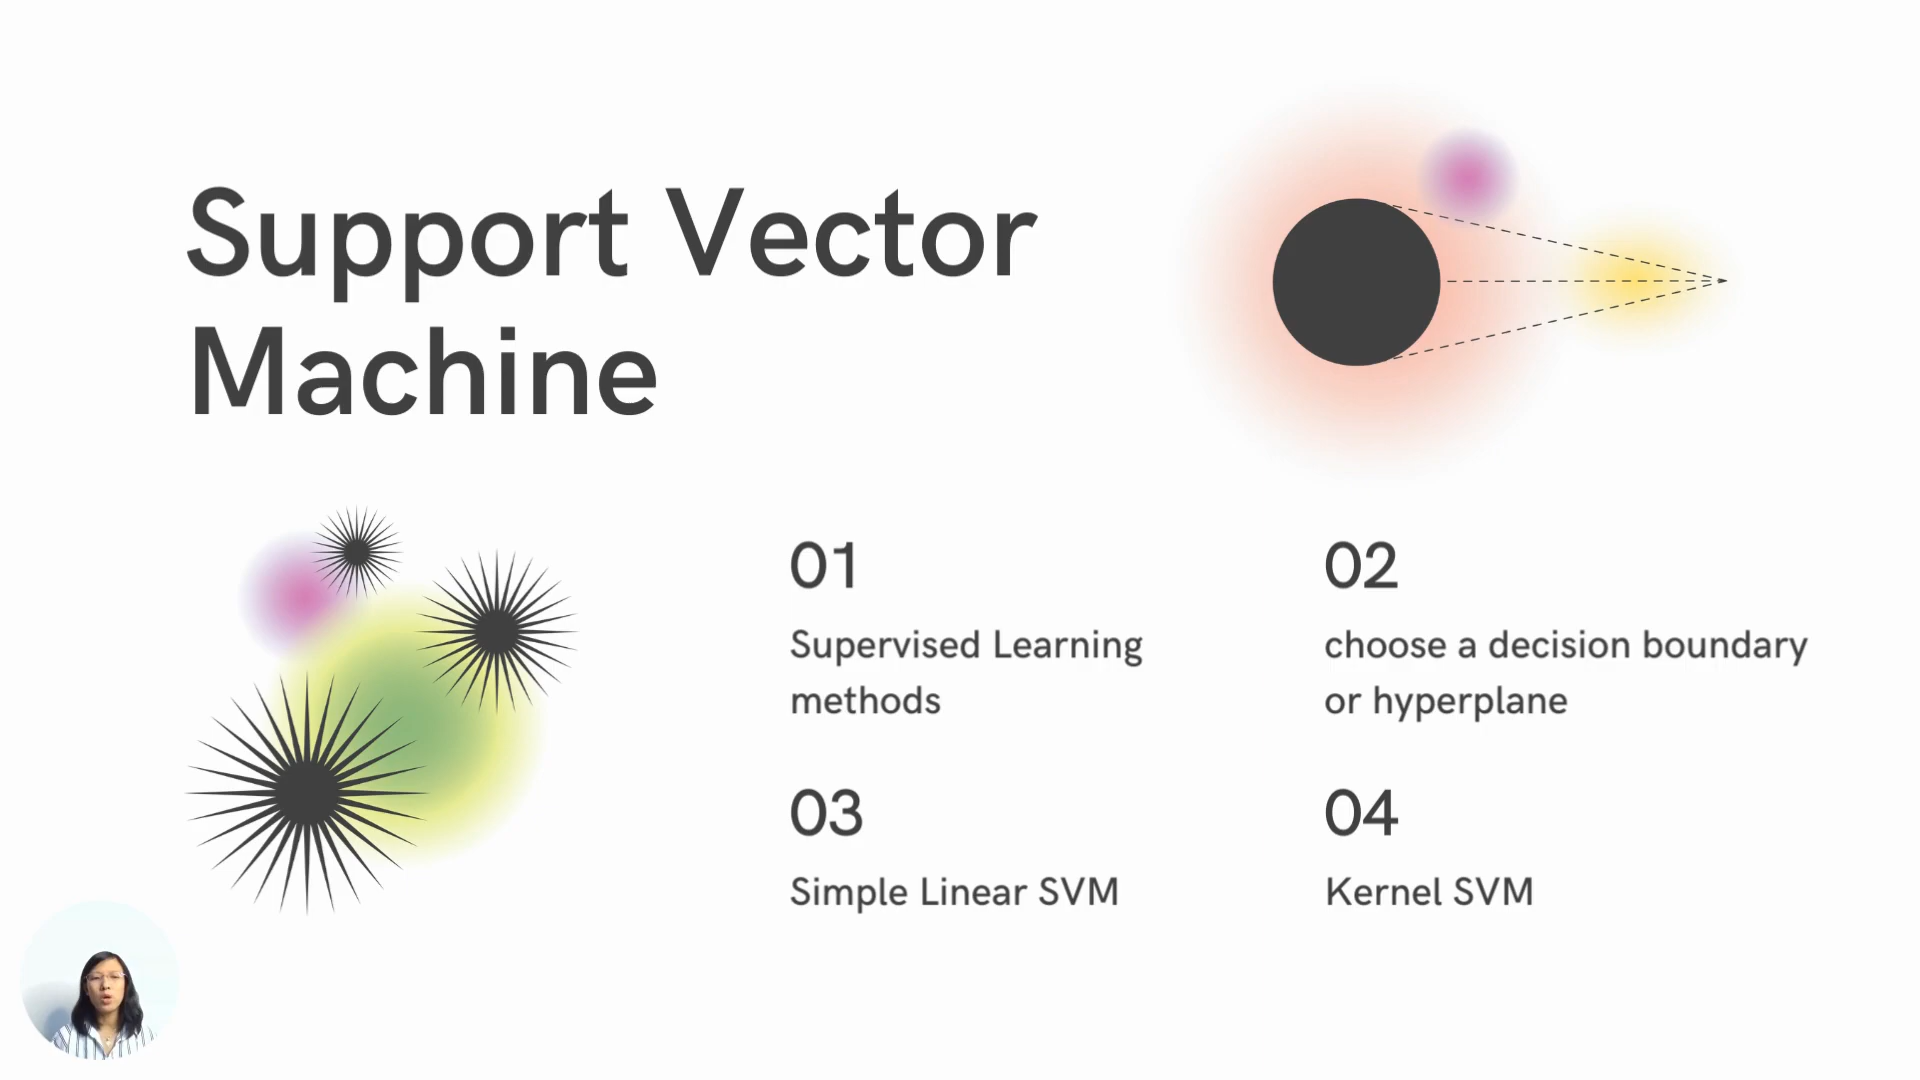 Support Vector
Machine
01
Supervised Learning
methods
02
choose a decision boundary
or hyperplane
03
Simple Linear SVM
04
Kernel SVM